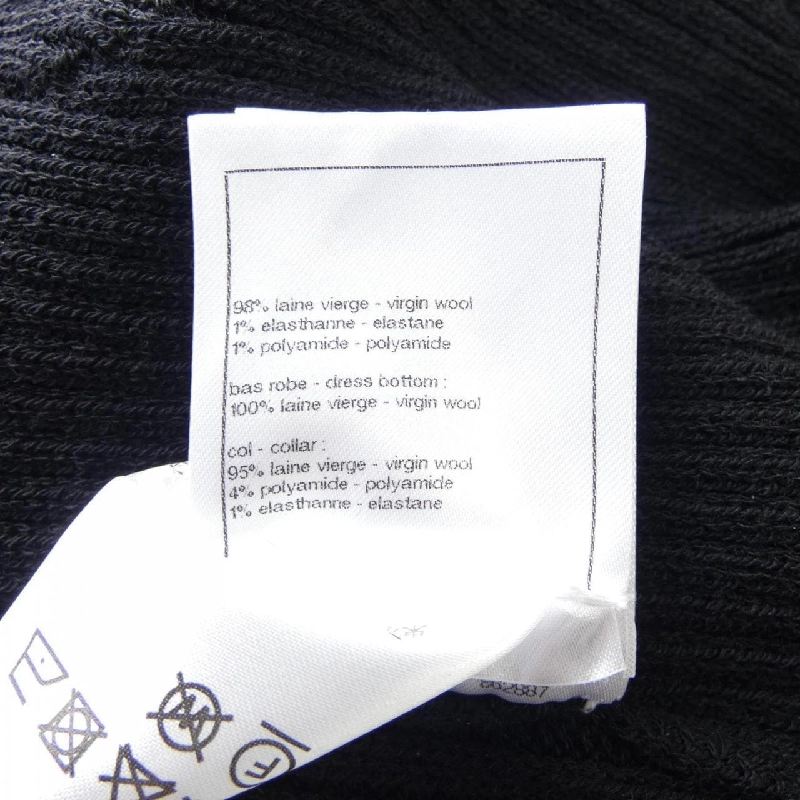 98% laine vierge - virgin wool
1% elasthanne - elastane
1% polyamide - polyamide
bas robe - dress bottom :
100% laine vierge - virgin wool
col - collar :
95% laine vierge - virgin wool
4% polyamide - polyamide
1% elasthanne - elastane
W
F